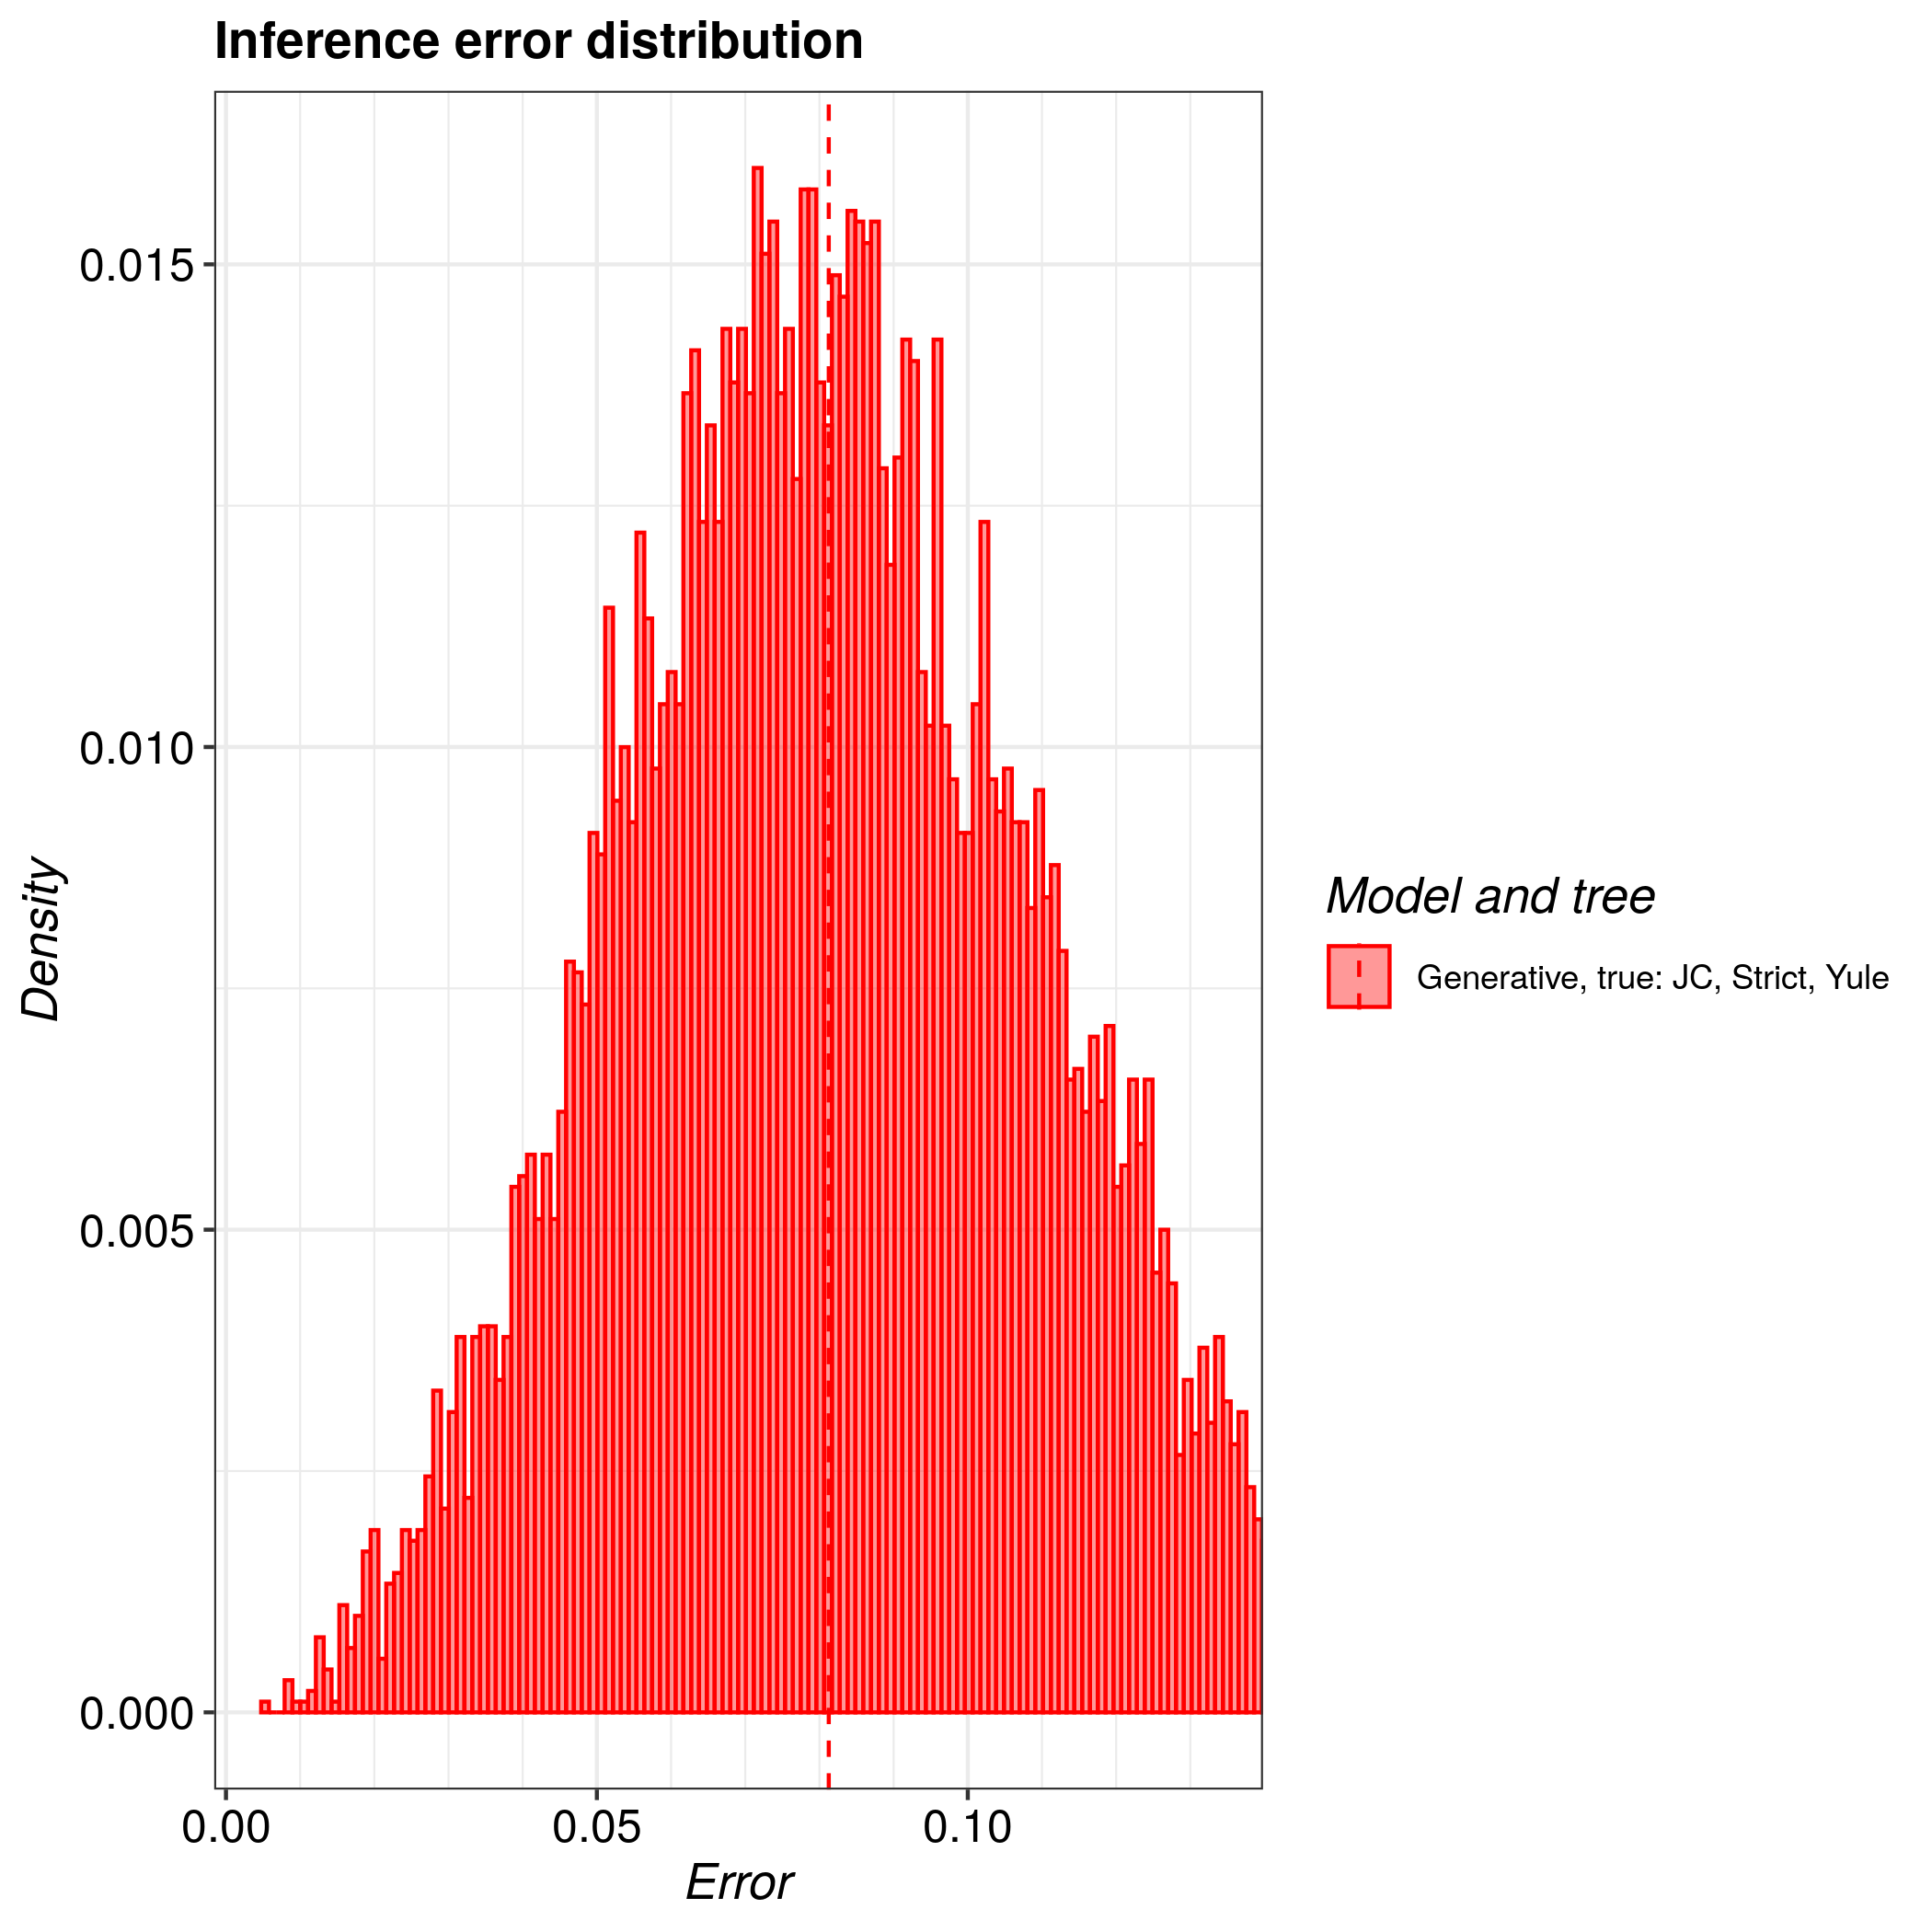 Inference error distribution
0.015
0.010
0.005
0.000
Density
0.00 0.05 0.10
Error
Model and tree
Generative, true: JC, Strict, Yule